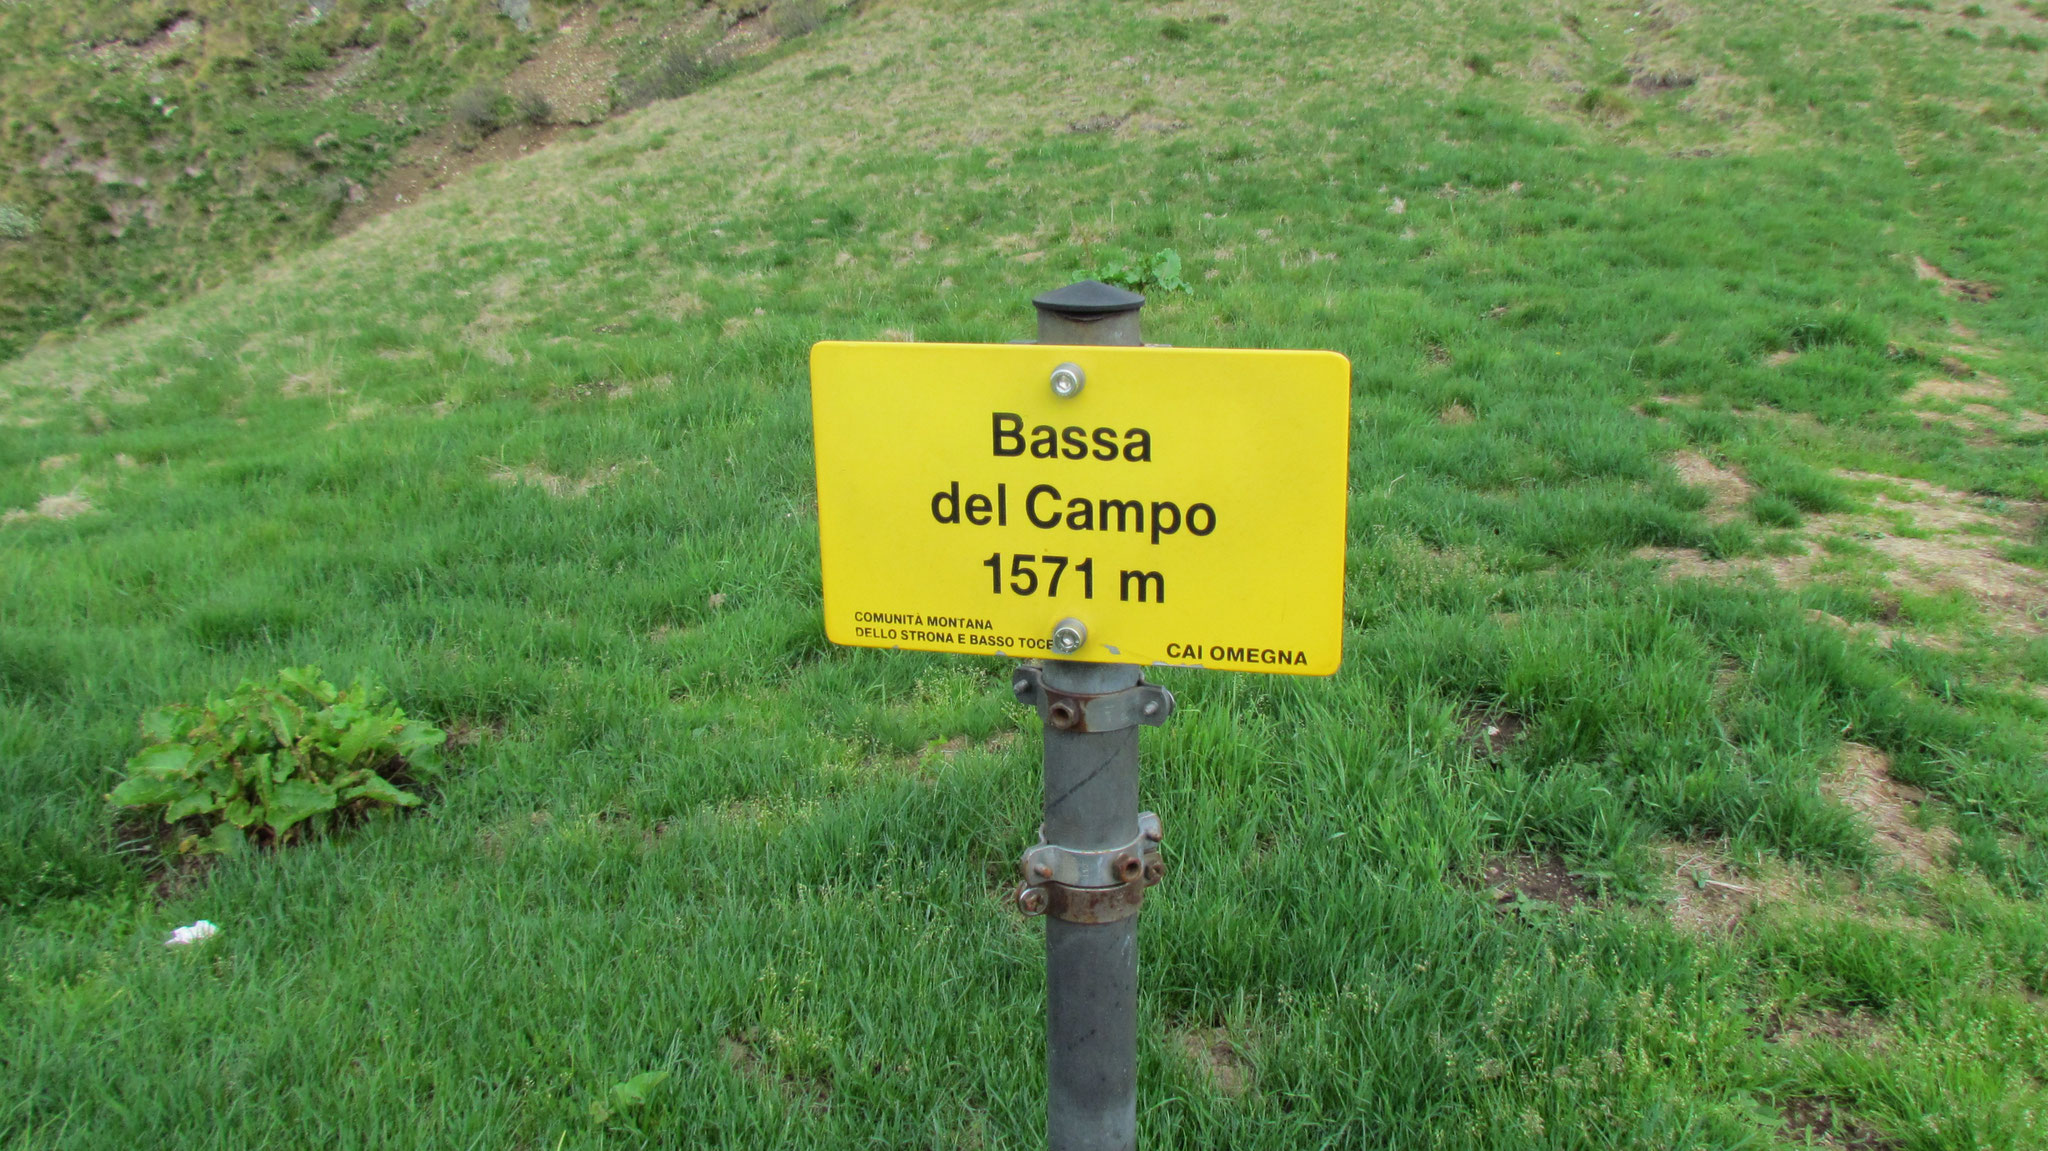 Bassa
del Campo
1571 m
COMUNITÀ MONTANA
DELLO STRONA E BASSO TOCE
CAI OMEGNA